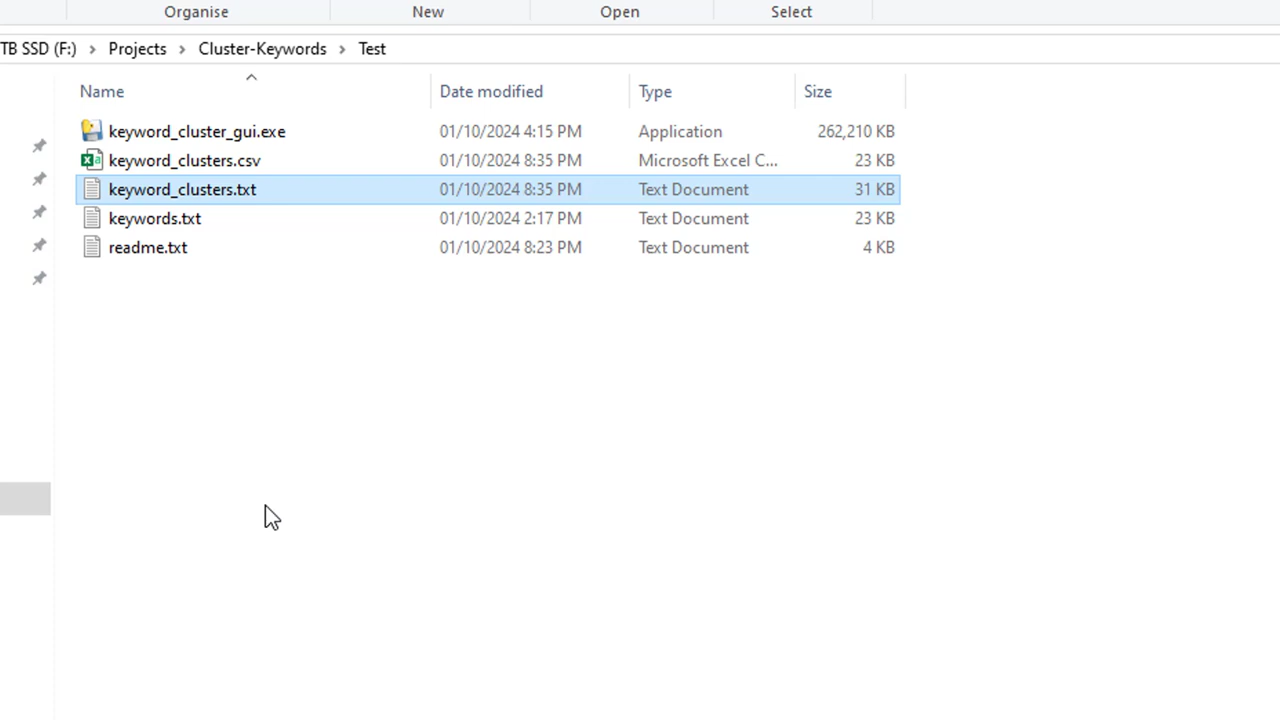 Organise New Open Select
TB SSD (F:) › Projects › Cluster-Keywords › Test
Name Date modified Type Size
keyword_cluster_gui.exe 01/10/2024 4:15 PM Application 262,210 KB
keyword_clusters.csv 01/10/2024 8:35 PM Microsoft Excel C... 23 KB
keyword_clusters.txt 01/10/2024 8:35 PM Text Document 31 KB
keywords.txt 01/10/2024 2:17 PM Text Document 23 KB
readme.txt 01/10/2024 8:23 PM Text Document 4 KB